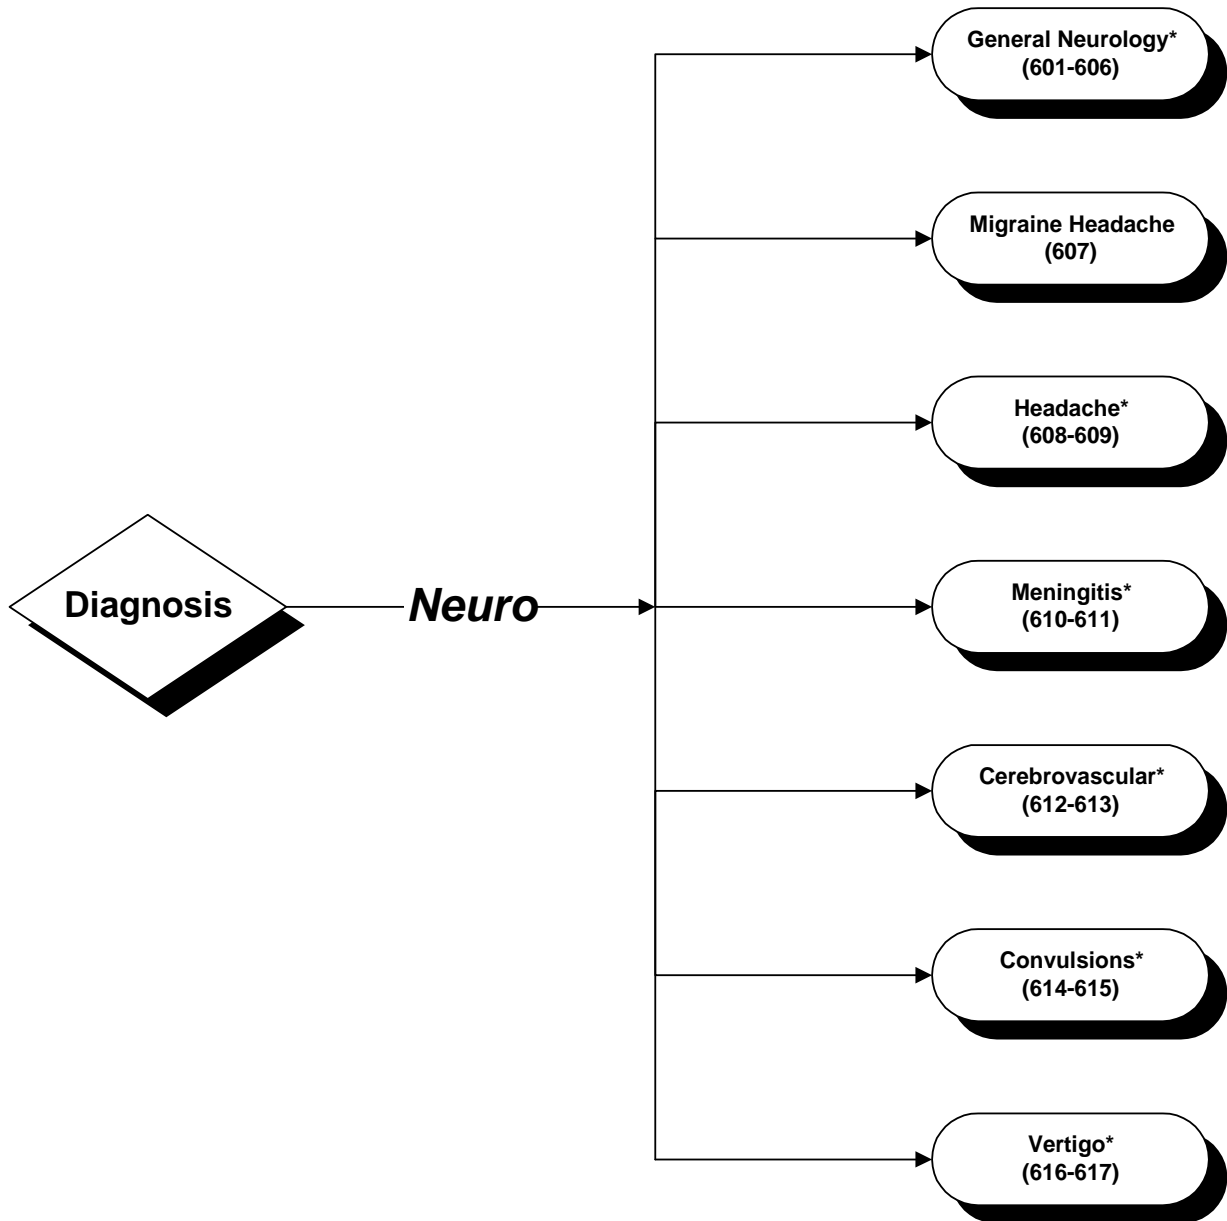 General Neurology*
(601-606)
Migraine Headache
(607)
Headache*
(608-609)
Diagnosis
Neuro
Meningitis*
(610-611)
Cerebrovascular*
(612-613)
Convulsions*
(614-615)
Vertigo*
(616-617)